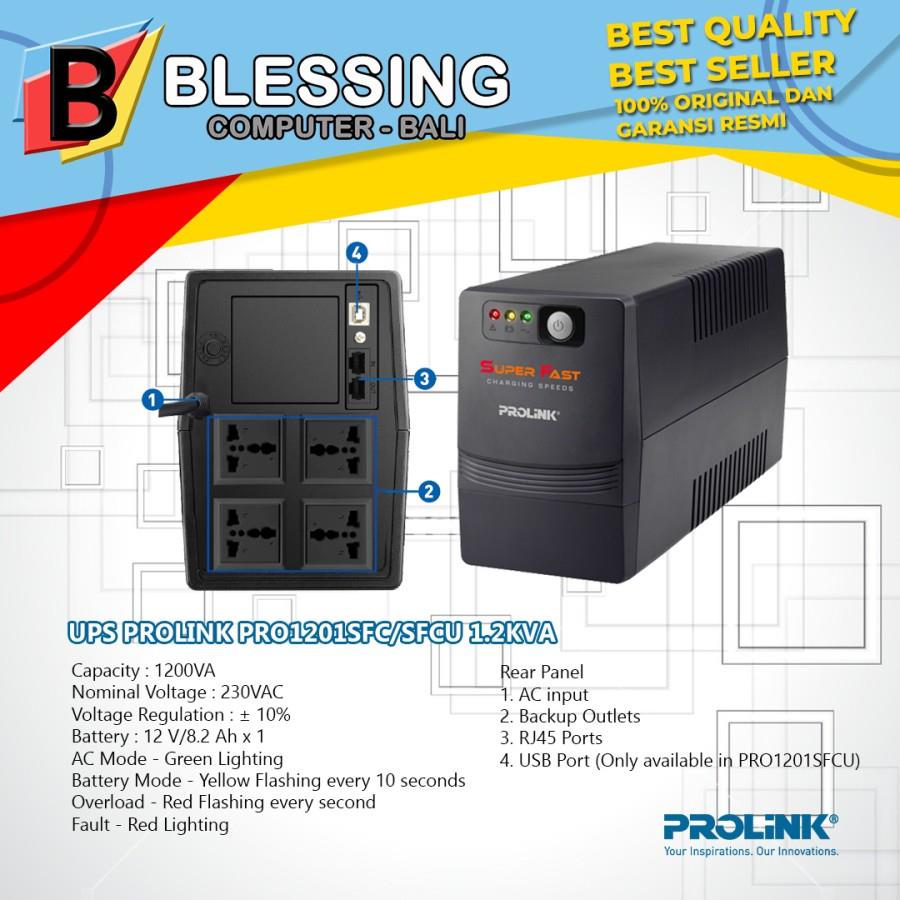 B BLESSING
COMPUTER - BALI
BEST QUALITY
BEST SELLER
100% ORIGINAL DAN
GARANSI RESMI
4
3
1
2
SUPER FAST
CHARGING SPEEDS
PROLiNK®
UPS PROLINK PRO1201SFC/SFCU 1.2KVA
Capacity : 1200VA
Nominal Voltage : 230VAC
Voltage Regulation : ± 10%
Battery : 12 V/8.2 Ah x 1
AC Mode - Green Lighting
Battery Mode - Yellow Flashing every 10 seconds
Overload - Red Flashing every second
Fault - Red Lighting
Rear Panel
1. AC input
2. Backup Outlets
3. RJ45 Ports
4. USB Port (Only available in PRO1201SFCU)
PROLiNK®
Your Inspirations. Our Innovations.